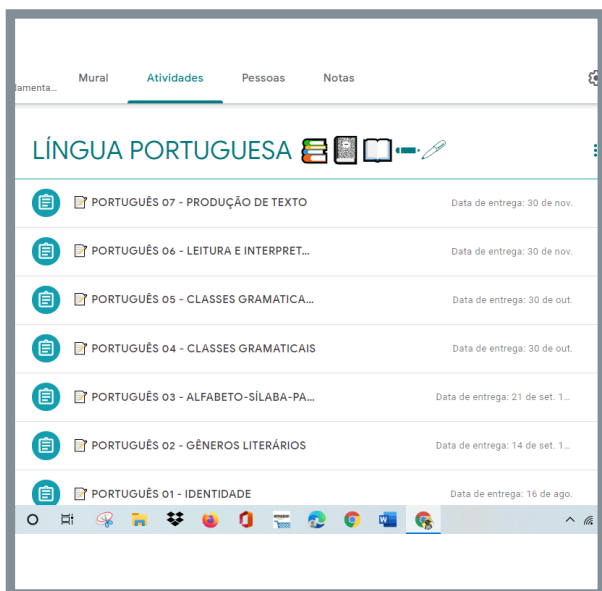 Mural Atividades Pessoas Notas
lamenta...
LÍNGUA PORTUGUESA
PORTUGUÊS 07 - PRODUÇÃO DE TEXTO Data de entrega: 30 de nov.
PORTUGUÊS 06 - LEITURA E INTERPRET... Data de entrega: 30 de nov.
PORTUGUÊS 05 - CLASSES GRAMATICA... Data de entrega: 30 de out.
PORTUGUÊS 04 - CLASSES GRAMATICAIS Data de entrega: 30 de out.
PORTUGUÊS 03 - ALFABETO-SÍLABA-PA... Data de entrega: 21 de set. 1...
PORTUGUÊS 02 - GÊNEROS LITERÁRIOS Data de entrega: 14 de set. 1...
PORTUGUÊS 01 - IDENTIDADE Data de entrega: 16 de ago.